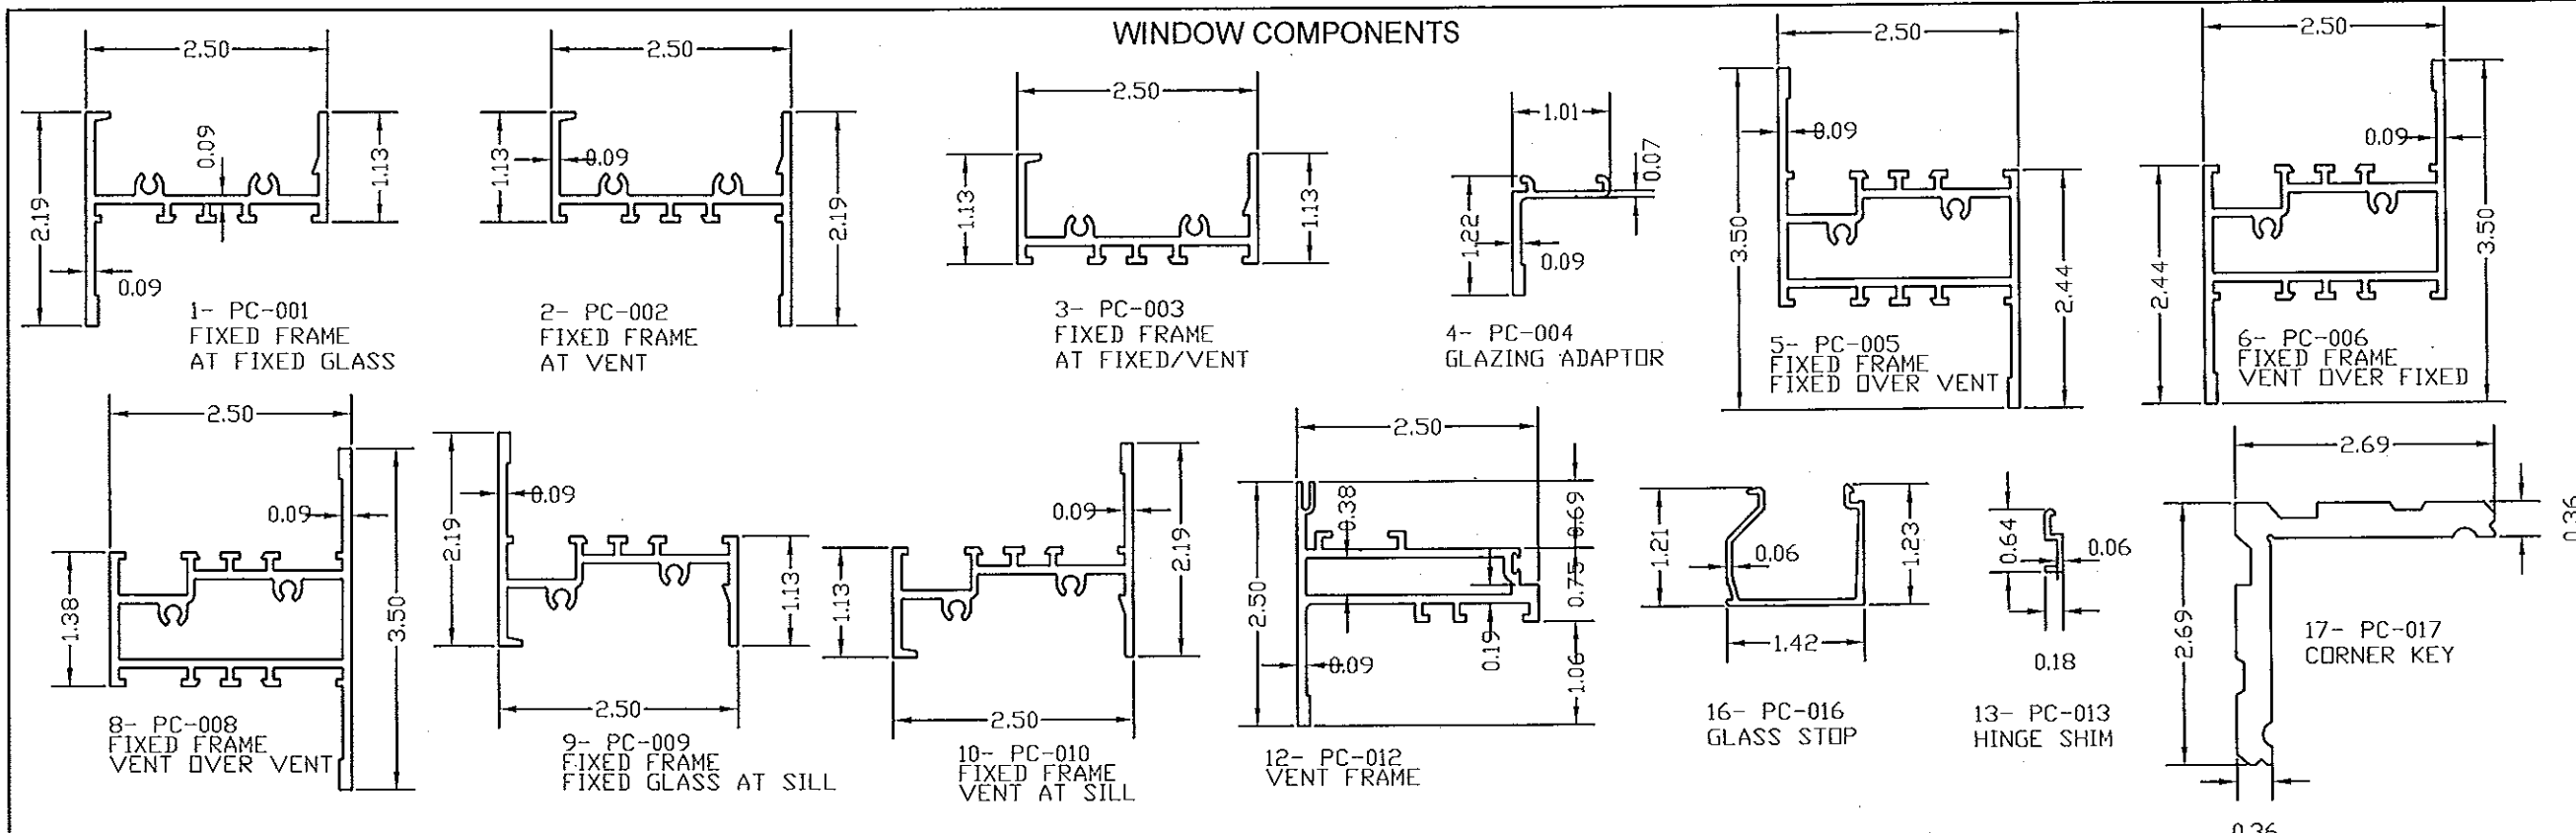 WINDOW COMPONENTS
2.50
2.19
0.09
1.13
0.09
1- PC-001
FIXED FRAME
AT FIXED GLASS
2.50
1.13
0.09
2.19
2- PC-002
FIXED FRAME
AT VENT
2.50
1.13
1.13
3- PC-003
FIXED FRAME
AT FIXED/VENT
1.01
0.07
1.22
0.09
4- PC-004
GLAZING ADAPTOR
2.50
0.09
3.50
2.44
5- PC-005
FIXED FRAME
FIXED OVER VENT
2.50
0.09
2.44
3.50
6- PC-006
FIXED FRAME
VENT OVER FIXED
2.50
0.09
1.38
3.50
8- PC-008
FIXED FRAME
VENT OVER VENT
2.19
0.09
1.13
2.50
9- PC-009
FIXED FRAME
FIXED GLASS AT SILL
0.09
2.19
1.13
2.50
10- PC-010
FIXED FRAME
VENT AT SILL
2.50
0.38
0.69
2.50
0.75
0.19
0.09
1.06
12- PC-012
VENT FRAME
1.21
0.06
1.23
1.42
16- PC-016
GLASS STOP
0.64
0.06
0.18
13- PC-013
HINGE SHIM
2.69
0.36
2.69
17- PC-017
CORNER KEY
0.36